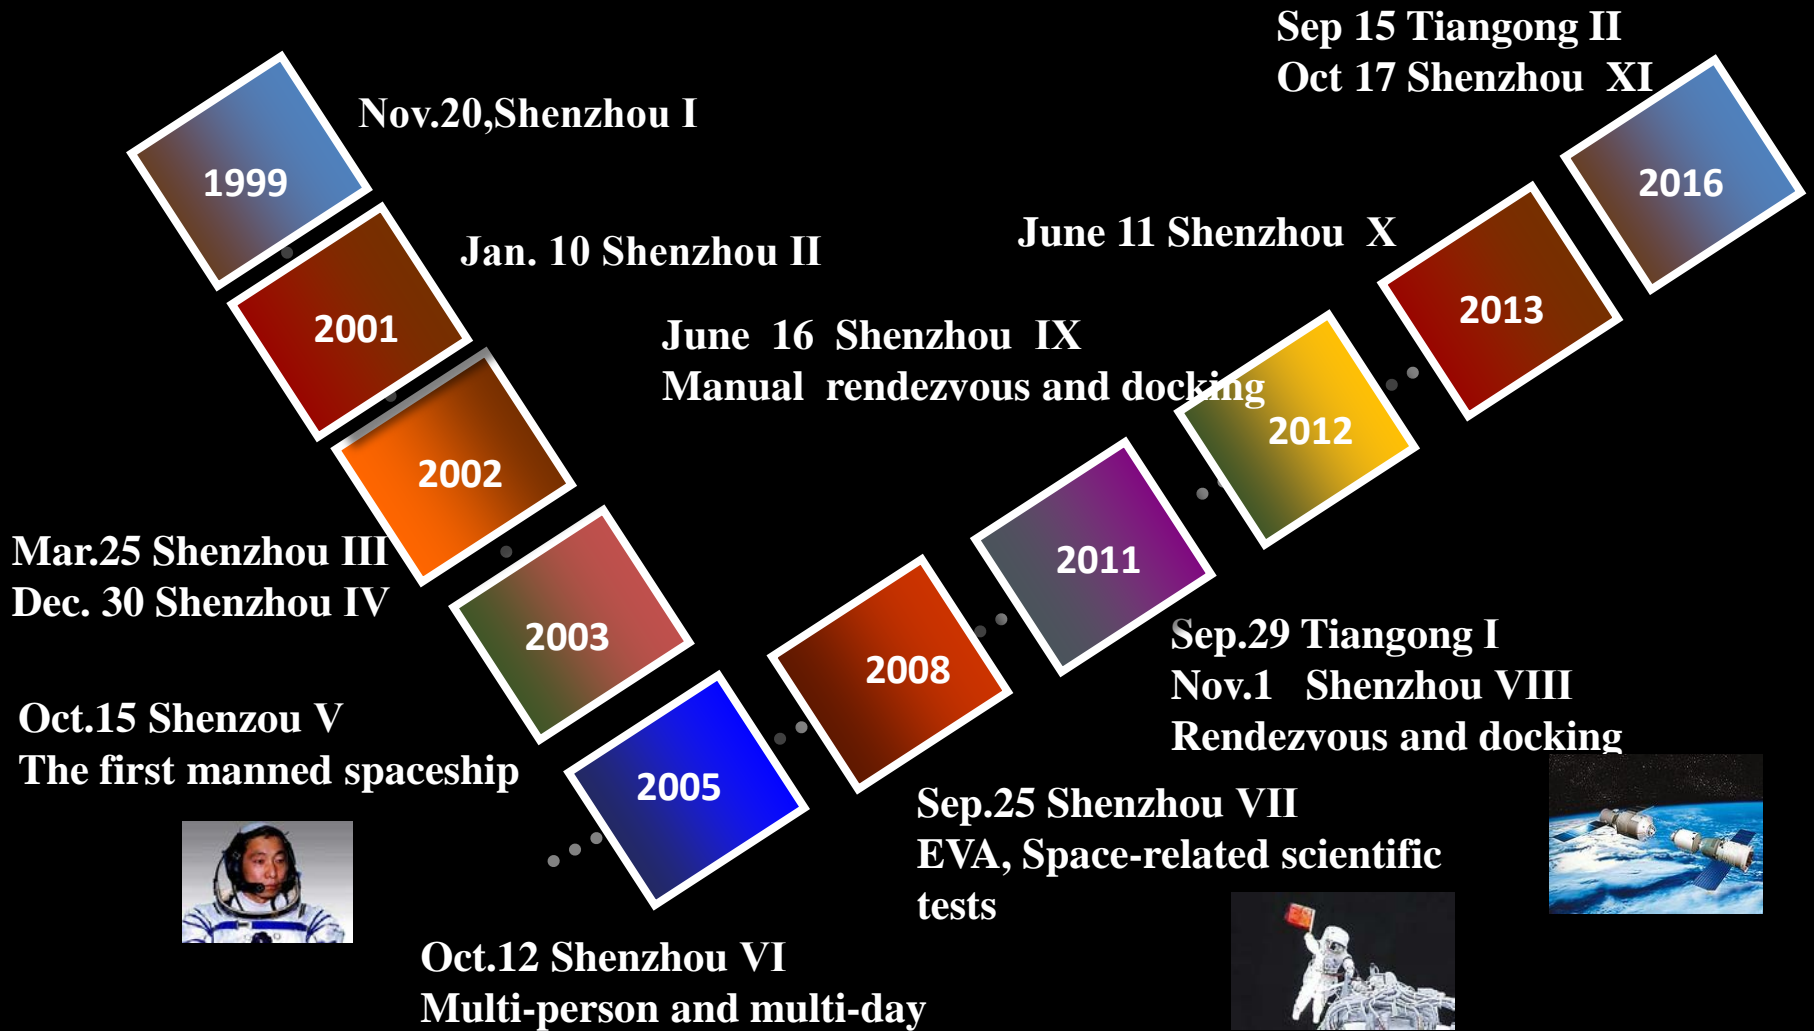 1999
Nov.20,Shenzhou I
2001
Jan. 10 Shenzhou II
2002
Mar.25 Shenzhou III
Dec. 30 Shenzhou IV
2003
Oct.15 Shenzou V
The first manned spaceship
2005
Oct.12 Shenzhou VI
Multi-person and multi-day
2008
Sep.25 Shenzhou VII
EVA, Space-related scientific
tests
2011
Sep.29 Tiangong I
Nov.1 Shenzhou VIII
Rendezvous and docking
2012
June 16 Shenzhou IX
Manual rendezvous and docking
2013
June 11 Shenzhou X
2016
Sep 15 Tiangong II
Oct 17 Shenzhou XI